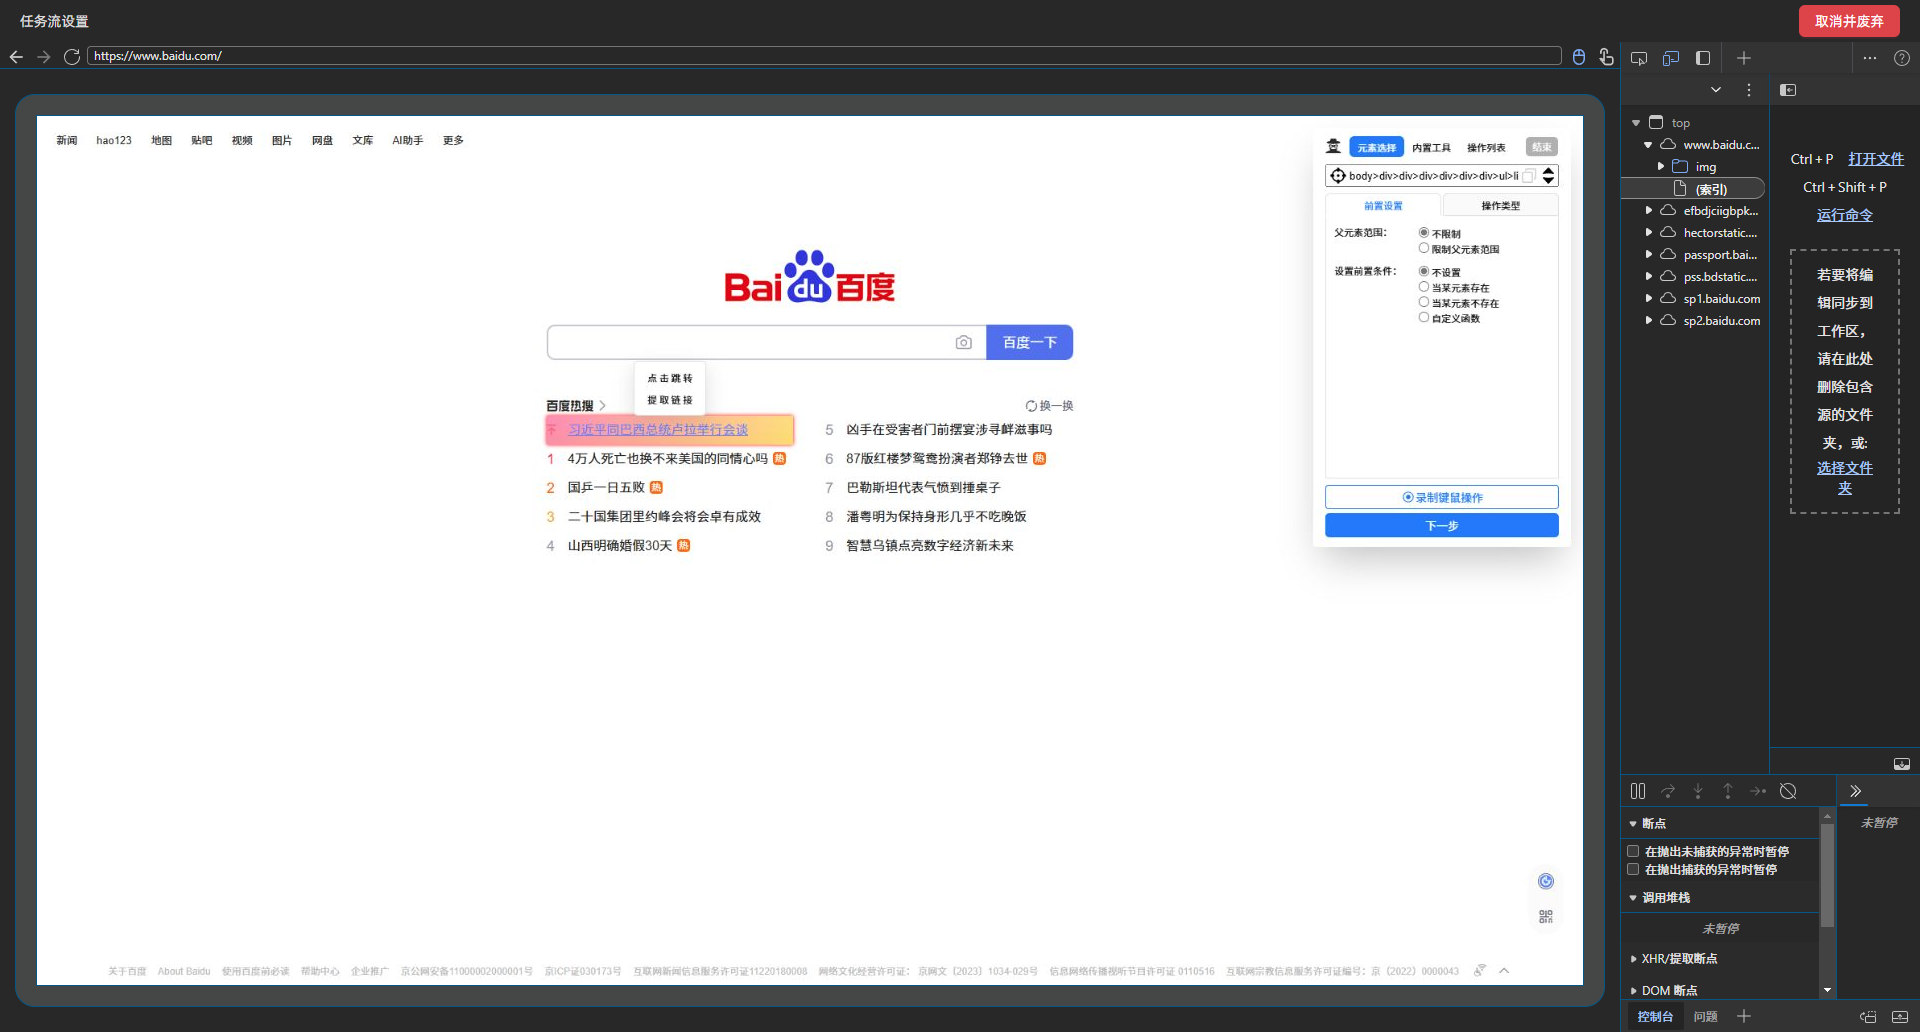 任务流设置
取消并废弃
https://www.baidu.com/
新闻 hao123 地图 贴吧 视频 图片 网盘 文库 AI助手 更多
元素选择 内置工具 操作列表 结束
body>div>div>div>div>div>div>ul>li
前置设置 操作类型
父元素范围: 不限制
限制父元素范围
设置前置条件: 不设置
当某元素存在
当某元素不存在
自定义函数
录制键鼠操作
下一步
Bai du 百度
百度一下
点击跳转
提取链接
百度热搜
换一换
习近平同巴西总统卢拉举行会谈
1 4万人死亡也换不来美国的同情心吗 热
2 国乒一日五败 热
3 二十国集团里约峰会将会卓有成效
4 山西明确婚假30天 热
5 凶手在受害者门前摆宴涉寻衅滋事吗
6 87版红楼梦鸳鸯扮演者郑铮去世 热
7 巴勒斯坦代表气愤到捶桌子
8 潘粤明为保持身形几乎不吃晚饭
9 智慧乌镇点亮数字经济新未来
关于百度 About Baidu 使用百度前必读 帮助中心 企业推广 京公网安备11000002000001号 京ICP证030173号 互联网新闻信息服务许可证11220180008 网络文化经营许可证: 京网文〔2023〕1034-029号 信息网络传播视听节目许可证 0110516 互联网宗教信息服务许可证编号: 京〔2022〕0000043
top
www.baidu.c...
img
(索引)
efbdjciigbpk...
hectorstatic....
passport.bai...
pss.bdstatic....
sp1.baidu.com
sp2.baidu.com
Ctrl + P 打开文件
Ctrl + Shift + P
运行命令
若要将编
辑同步到
工作区,
请在此处
删除包含
源的文件
夹, 或:
选择文件
夹
断点
在抛出未捕获的异常时暂停
在抛出捕获的异常时暂停
调用堆栈
未暂停
XHR/提取断点
DOM 断点
未暂停
控制台 问题